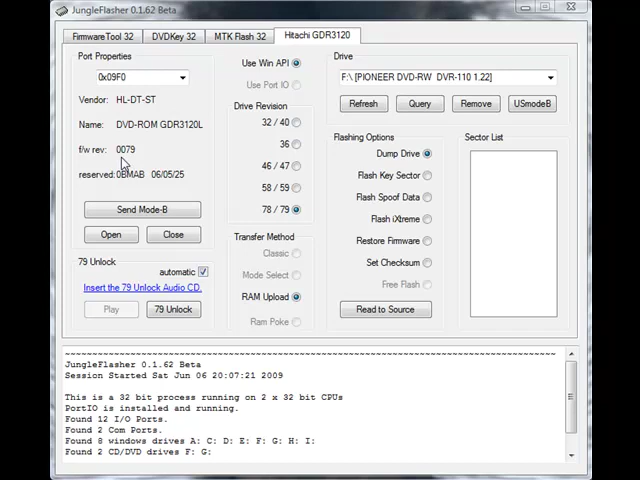 JungleFlasher 0.1.62 Beta
FirmwareTool 32
DVDKey 32
MTK Flash 32
Hitachi GDR3120
Port Properties
0x09F0
Vendor: HL-DT-ST
Name: DVD-ROM GDR3120L
f/w rev: 0079
reserved: 0BMAB 06/05/25
Send Mode-B
Open
Close
79 Unlock
automatic
Insert the 79 Unlock Audio CD.
Play
79 Unlock
Use Win API
Use Port IO
Drive Revision
32 / 40
36
46 / 47
58 / 59
78 / 79
Transfer Method
Classic
Mode Select
RAM Upload
Ram Poke
Drive
F:\ [PIONEER DVD-RW  DVR-110 1.22]
Refresh
Query
Remove
USmodeB
Flashing Options
Dump Drive
Flash Key Sector
Flash Spoof Data
Flash iXtreme
Restore Firmware
Set Checksum
Free Flash
Read to Source
Sector List
JungleFlasher 0.1.62 Beta
Session Started Sat Jun 06 20:07:21 2009
This is a 32 bit process running on 2 x 32 bit CPUs
PortIO is installed and running.
Found 12 I/O Ports.
Found 2 Com Ports.
Found 8 windows drives A: C: D: E: F: G: H: I:
Found 2 CD/DVD drives F: G: